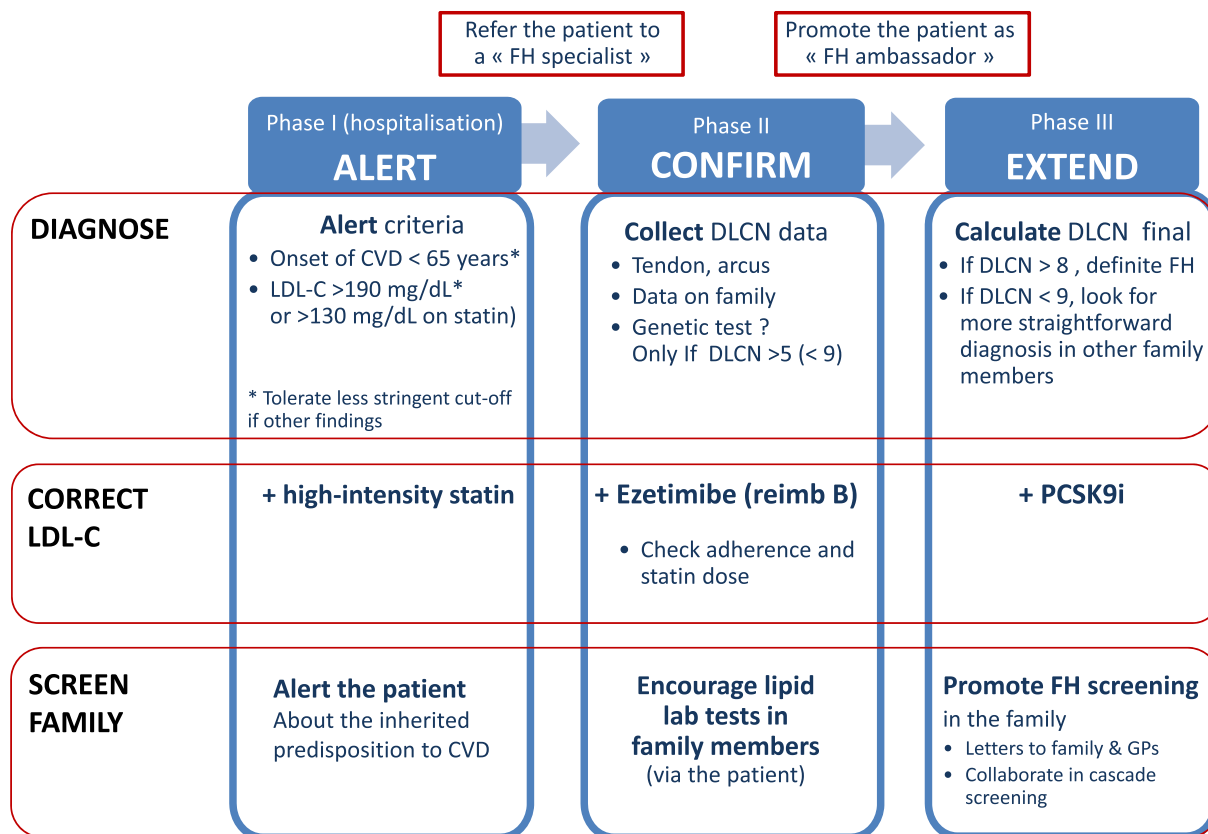 Refer the patient to
a « FH specialist »
Promote the patient as
« FH ambassador »
Phase I (hospitalisation)
ALERT
Phase II
CONFIRM
Phase III
EXTEND
DIAGNOSE
Alert criteria
• Onset of CVD < 65 years*
• LDL-C >190 mg/dL*
or >130 mg/dL on statin)
* Tolerate less stringent cut-off
if other findings
Collect DLCN data
• Tendon, arcus
• Data on family
• Genetic test ?
Only If DLCN >5 (< 9)
Calculate DLCN final
• If DLCN > 8 , definite FH
• If DLCN < 9, look for
more straightforward
diagnosis in other family
members
CORRECT
LDL-C
+ high-intensity statin
+ Ezetimibe (reimb B)
• Check adherence and
statin dose
+ PCSK9i
SCREEN
FAMILY
Alert the patient
About the inherited
predisposition to CVD
Encourage lipid
lab tests in
family members
(via the patient)
Promote FH screening
in the family
• Letters to family & GPs
• Collaborate in cascade
screening